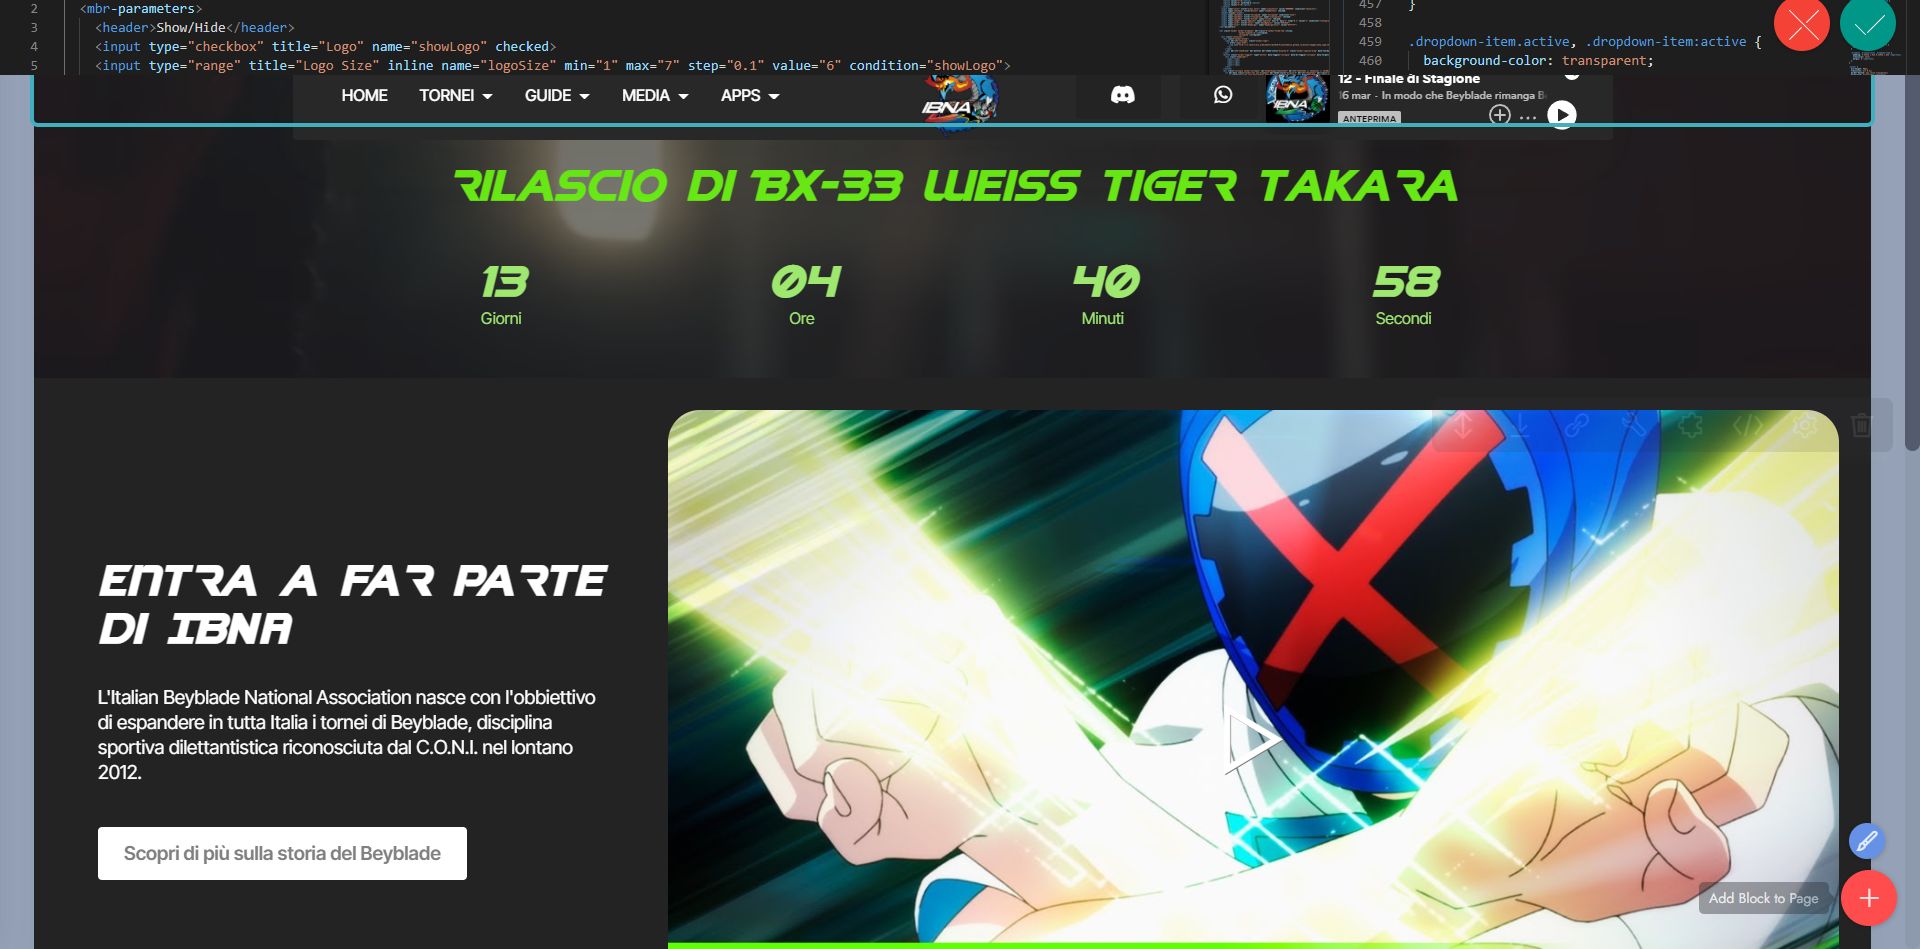 2 <mbr-parameters>
3 <header>Show/Hide</header>
4 <input type="checkbox" title="Logo" name="showLogo" checked>
5 <input type="range" title="Logo Size" inline name="logoSize" min="1" max="7" step="0.1" value="6" condition="showLogo">
457 }
458
459 .dropdown-item.active, .dropdown-item:active {
460 background-color: transparent;
HOME TORNEI GUIDE MEDIA APPS
IBNA
IBNA
12 - Finale di Stagione
16 mar - In modo che Beyblade rimanga
ANTEPRIMA
RILASCIO DI BX-33 WEISS TIGER TAKARA
13 04 40 58
Giorni Ore Minuti Secondi
ENTRA A FAR PARTE
DI IBNA
L'Italian Beyblade National Association nasce con l'obbiettivo
di espandere in tutta Italia i tornei di Beyblade, disciplina
sportiva dilettantistica riconosciuta dal C.O.N.I. nel lontano
2012.
Scopri di più sulla storia del Beyblade
Add Block to Page